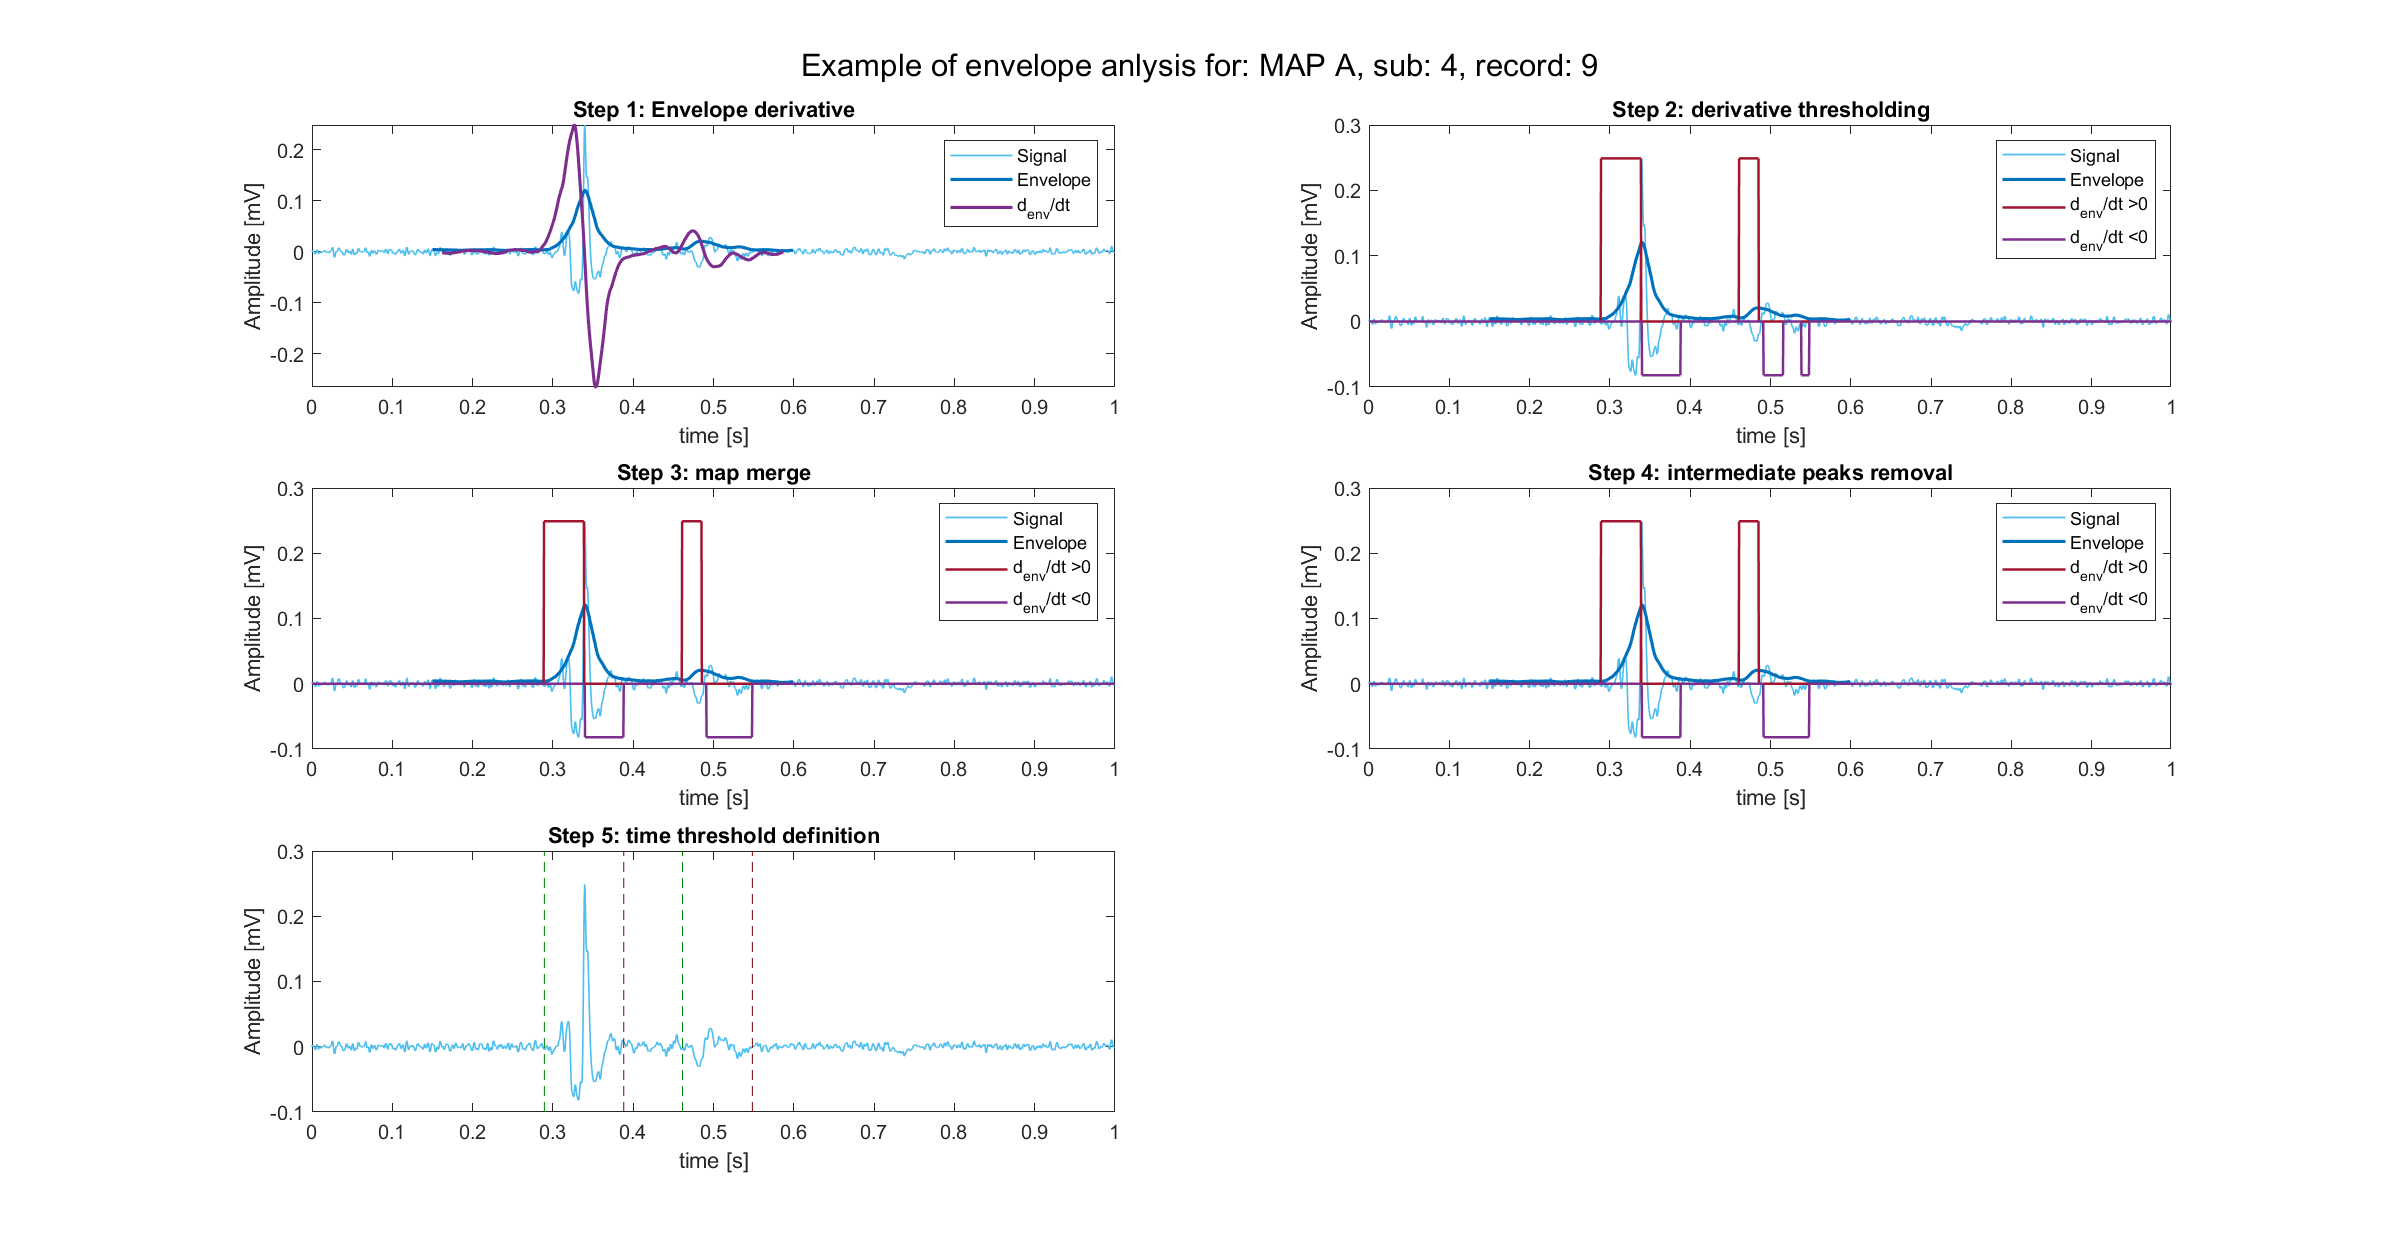 Example of envelope anlysis for: MAP A, sub: 4, record: 9
Step 1: Envelope derivative
Amplitude [mV]
0.2
0.1
0
-0.1
-0.2
Signal
Envelope
d_env/dt
0 0.1 0.2 0.3 0.4 0.5 0.6 0.7 0.8 0.9 1
time [s]
Step 2: derivative thresholding
Amplitude [mV]
0.3
0.2
0.1
0
-0.1
Signal
Envelope
d_env/dt >0
d_env/dt <0
0 0.1 0.2 0.3 0.4 0.5 0.6 0.7 0.8 0.9 1
time [s]
Step 3: map merge
Amplitude [mV]
0.3
0.2
0.1
0
-0.1
Signal
Envelope
d_env/dt >0
d_env/dt <0
0 0.1 0.2 0.3 0.4 0.5 0.6 0.7 0.8 0.9 1
time [s]
Step 4: intermediate peaks removal
Amplitude [mV]
0.3
0.2
0.1
0
-0.1
Signal
Envelope
d_env/dt >0
d_env/dt <0
0 0.1 0.2 0.3 0.4 0.5 0.6 0.7 0.8 0.9 1
time [s]
Step 5: time threshold definition
Amplitude [mV]
0.3
0.2
0.1
0
-0.1
0 0.1 0.2 0.3 0.4 0.5 0.6 0.7 0.8 0.9 1
time [s]